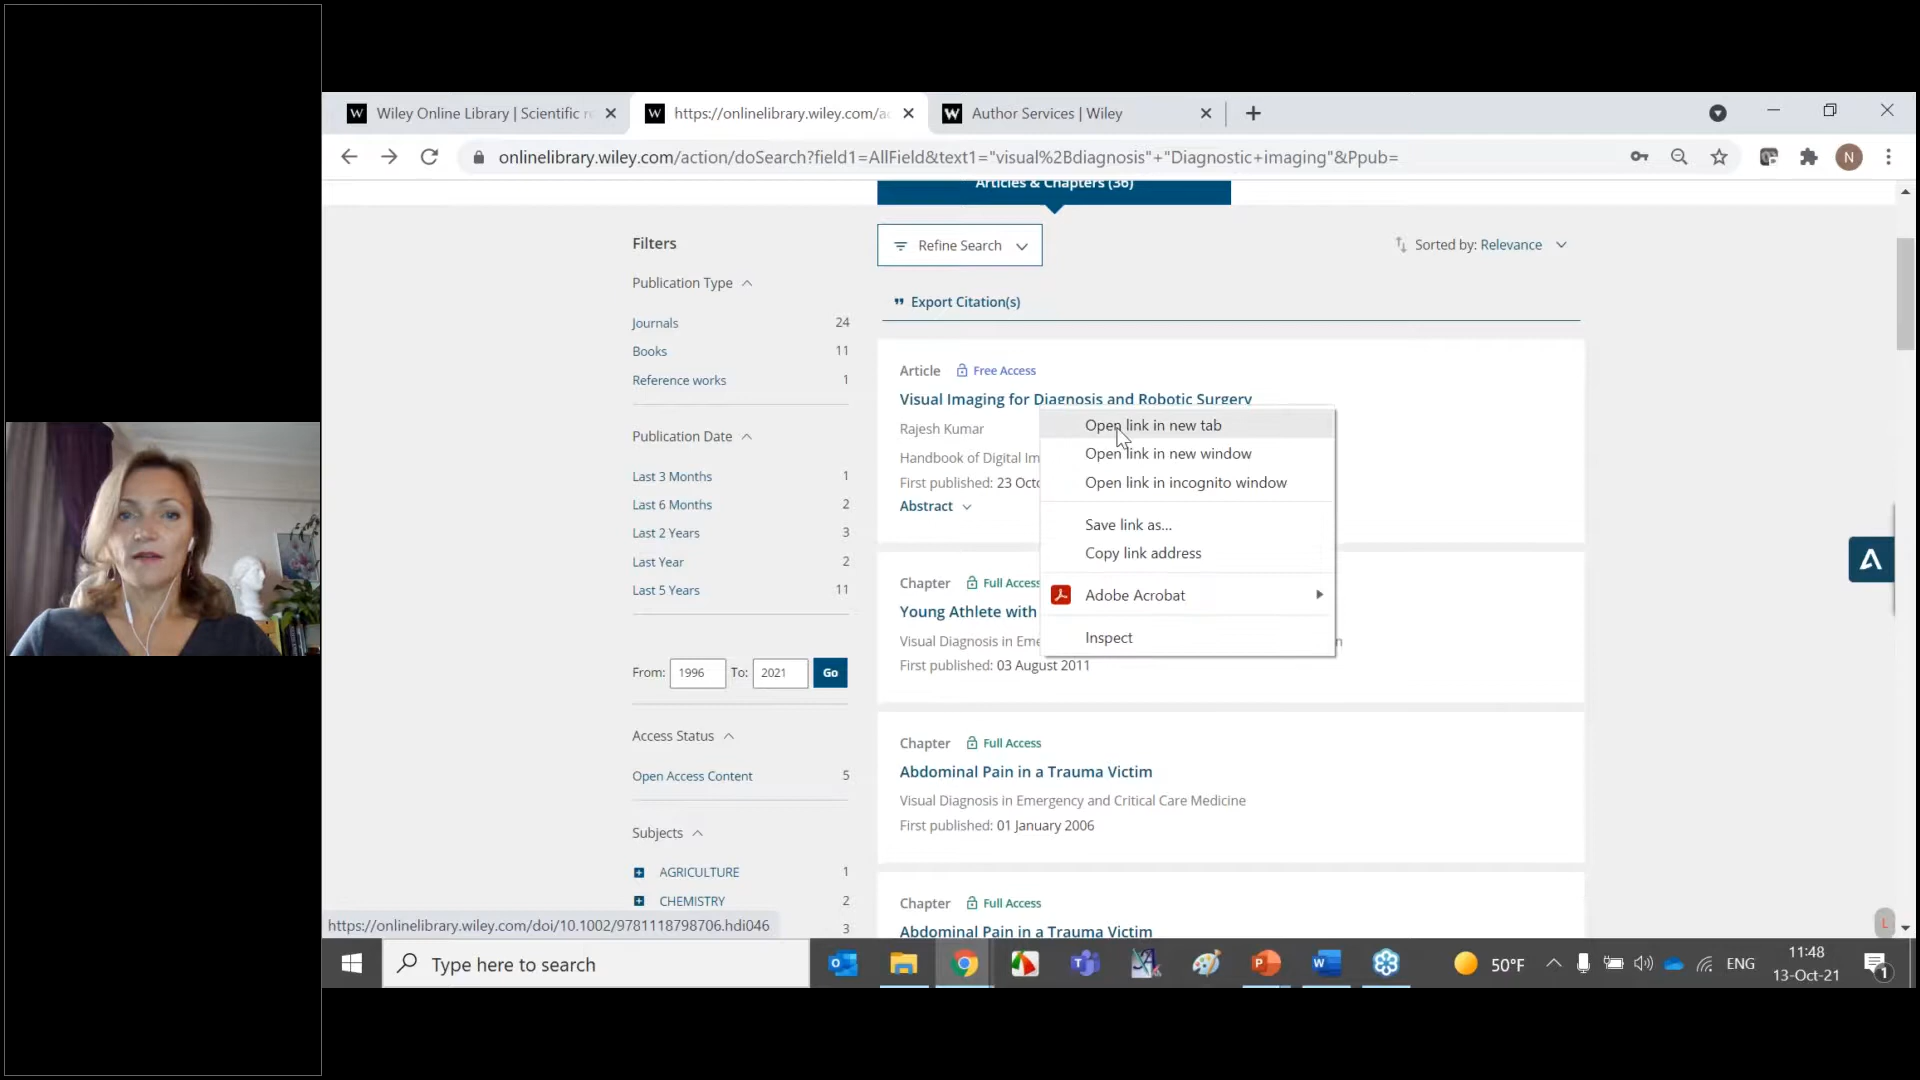 Wiley Online Library | Scientific re
https://onlinelibrary.wiley.com/ac
Author Services | Wiley
onlinelibrary.wiley.com/action/doSearch?field1=AllField&text1="visual%2Bdiagnosis"+"Diagnostic+imaging"&Ppub=
N
Articles & Chapters (36)
Filters
Refine Search
Sorted by: Relevance
Publication Type
Export Citation(s)
Journals 24
Books 11
Reference works 1
Publication Date
Last 3 Months 1
Last 6 Months 2
Last 2 Years 3
Last Year 2
Last 5 Years 11
From: 1996 To: 2021 Go
Access Status
Open Access Content 5
Subjects
AGRICULTURE 1
CHEMISTRY 2
3
Article Free Access
Visual Imaging for Diagnosis and Robotic Surgery
Rajesh Kumar
Handbook of Digital Im
First published: 23 Octo
Abstract
Open link in new tab
Open link in new window
Open link in incognito window
Save link as...
Copy link address
Adobe Acrobat
Inspect
Chapter Full Access
Young Athlete with
Visual Diagnosis in Eme n
First published: 03 August 2011
Chapter Full Access
Abdominal Pain in a Trauma Victim
Visual Diagnosis in Emergency and Critical Care Medicine
First published: 01 January 2006
Chapter Full Access
Abdominal Pain in a Trauma Victim
https://onlinelibrary.wiley.com/doi/10.1002/9781118798706.hdi046
L
Type here to search
50°F
ENG
11:48
13-Oct-21
1